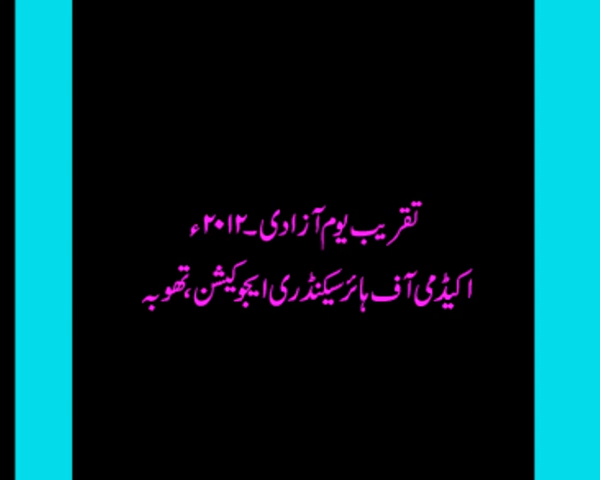 تقریب یوم آزادی ۔۲۰۱۲ء
اکیڈمی آف ہائر سیکنڈری ایجوکیشن، تھوبہ